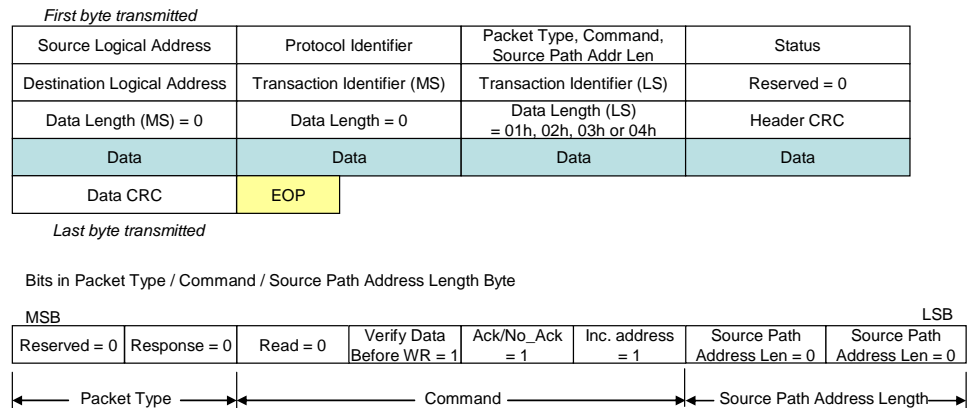 First byte transmitted
Source Logical Address
Protocol Identifier
Packet Type, Command,
Source Path Addr Len
Status
Destination Logical Address
Transaction Identifier (MS)
Transaction Identifier (LS)
Reserved = 0
Data Length (MS) = 0
Data Length = 0
Data Length (LS)
= 01h, 02h, 03h or 04h
Header CRC
Data
Data
Data
Data
Data CRC
EOP
Last byte transmitted
Bits in Packet Type / Command / Source Path Address Length Byte
MSB
LSB
Reserved = 0
Response = 0
Read = 0
Verify Data
Before WR = 1
Ack/No_Ack
= 1
Inc. address
= 1
Source Path
Address Len = 0
Source Path
Address Len = 0
Packet Type
Command
Source Path Address Length